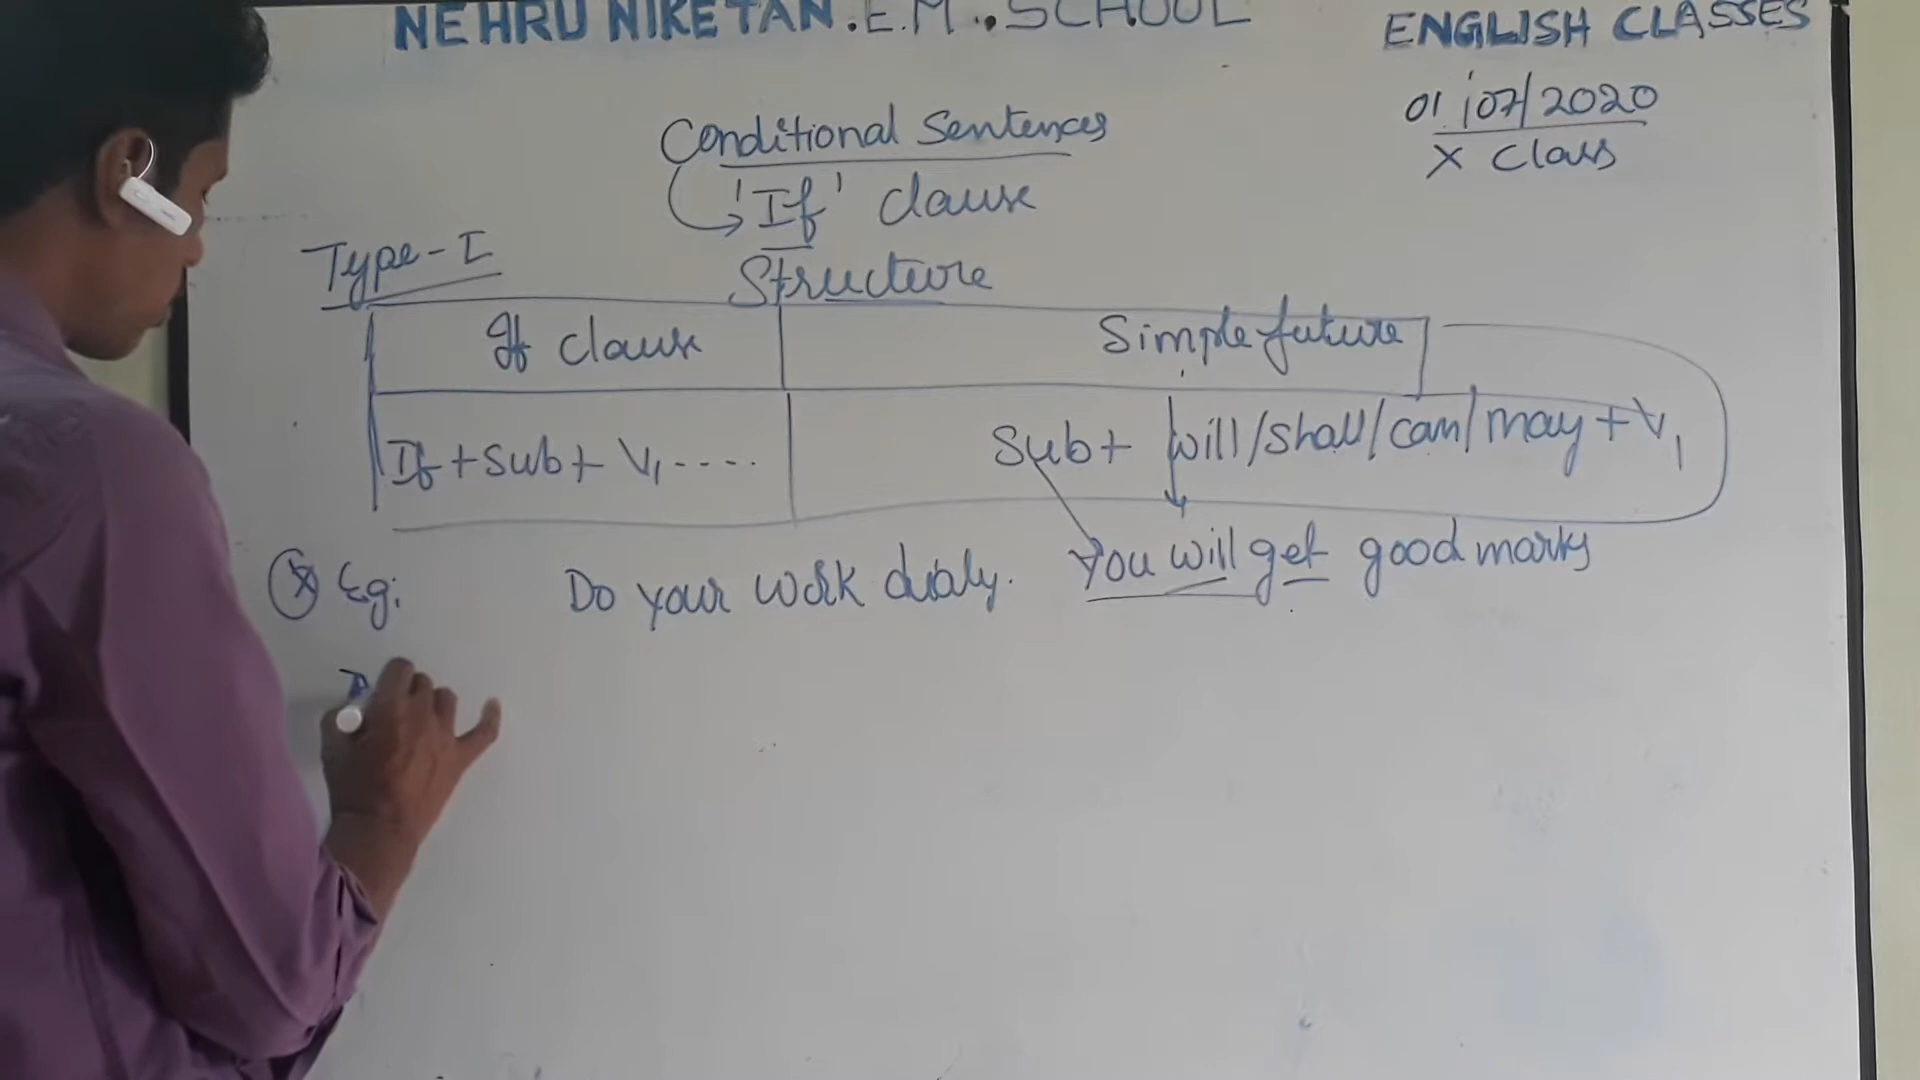 NEHRU NIKETAN.E.M..SCHOOL
ENGLISH CLASSES
01/07/2020
X Class
Conditional Sentences
'If' clause
Type-I
Structure
If clause
Simple future
If + Sub + V1 ....
Sub + will/shall/can/may + V1
Eg:
Do your work
You will get good marks